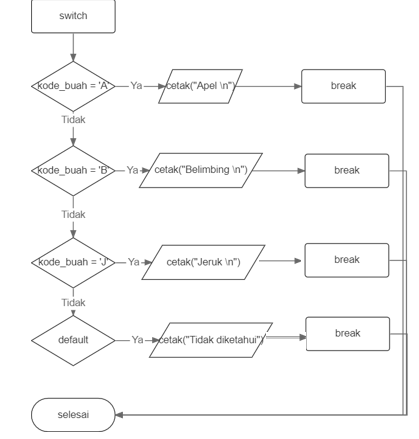 switch
kode_buah = 'A'
Ya
cetak("Apel \n")
break
Tidak
kode_buah = 'B'
Ya
cetak("Belimbing \n")
break
Tidak
kode_buah = 'J'
Ya
cetak("Jeruk \n")
break
Tidak
default
Ya
cetak("Tidak diketahui")
break
selesai